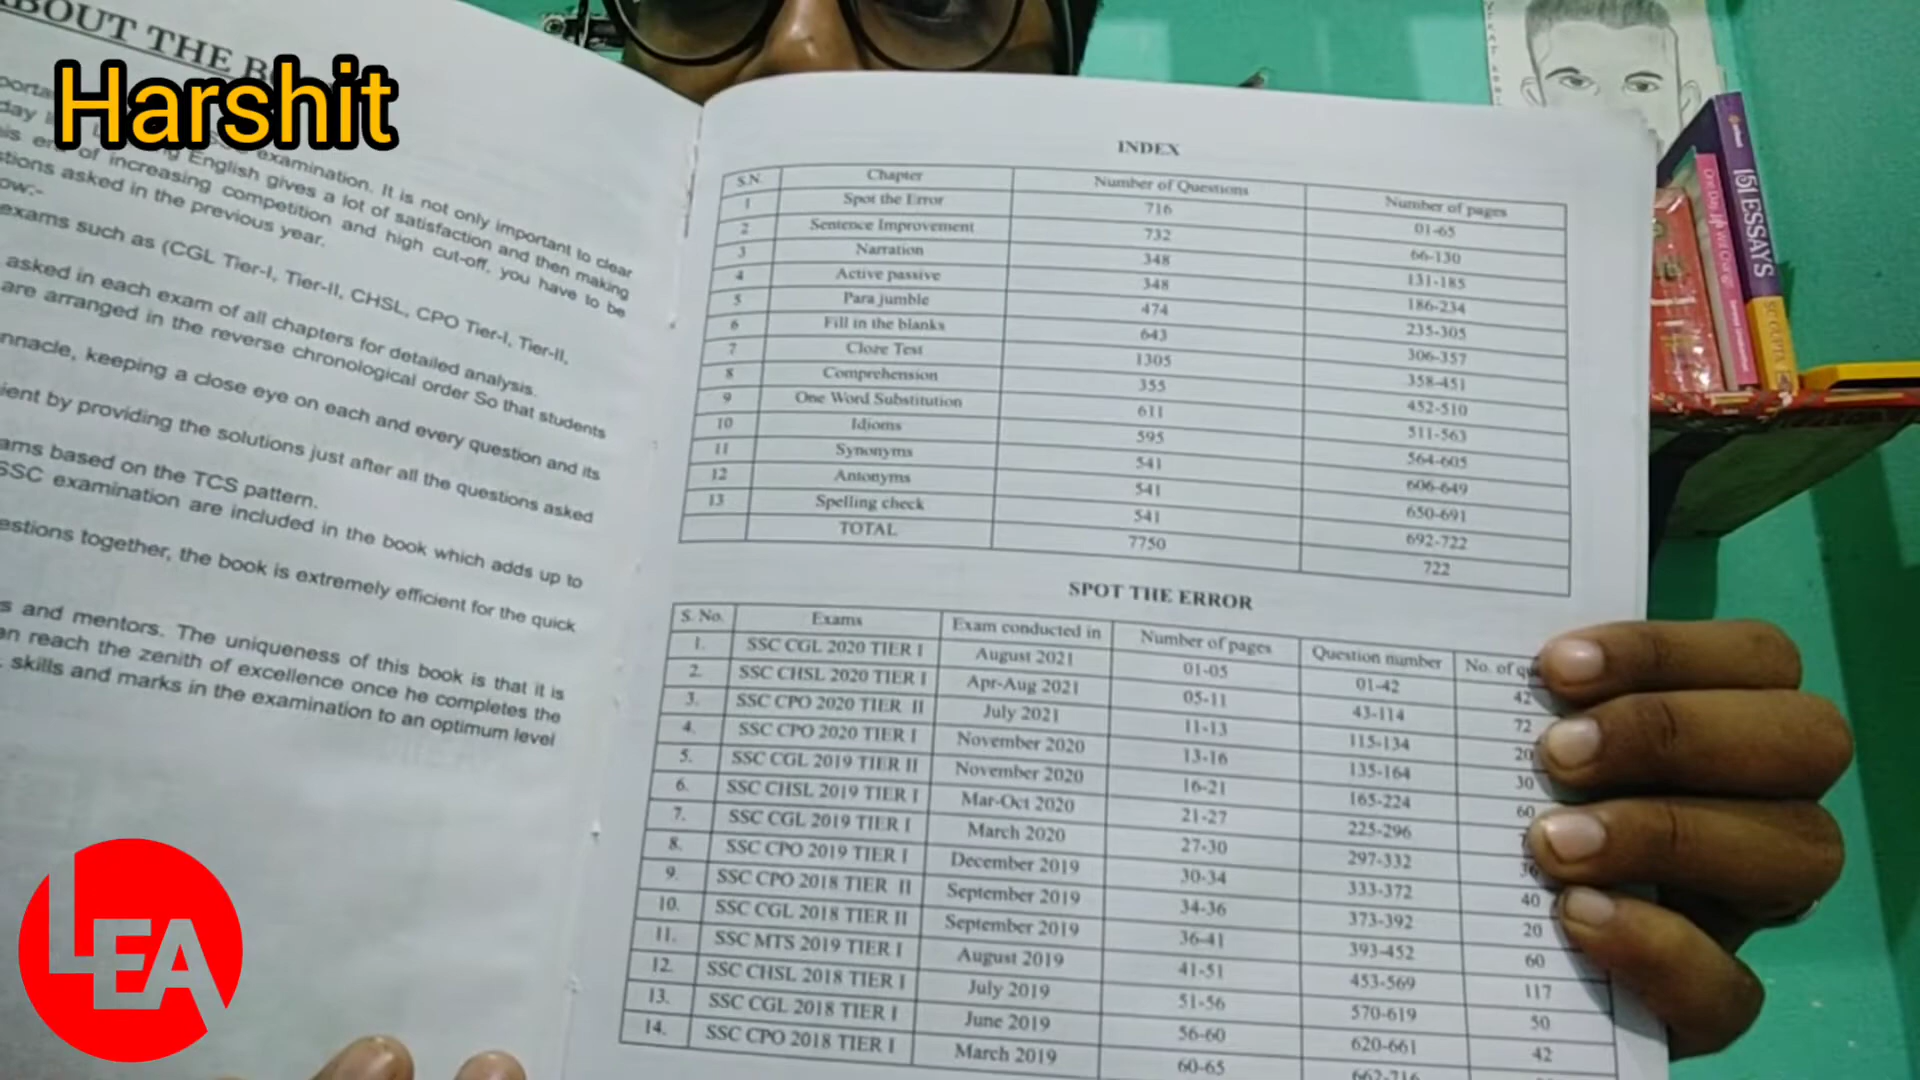 ABOUT THE B
Harshit
examination. It is not only important to clear
English gives a lot of satisfaction and then making
of increasing competition and high cut-off, you have to be
asked in the previous year.
exams such as (CGL Tier-I, Tier-II, CHSL, CPO Tier-I, Tier-II,
asked in each exam of all chapters for detailed analysis.
are arranged in the reverse chronological order So that students
keeping a close eye on each and every question and its
by providing the solutions just after all the questions asked
based on the TCS pattern.
SSC examination are included in the book which adds up to
together, the book is extremely efficient for the quick
and mentors. The uniqueness of this book is that it is
reach the zenith of excellence once he completes the
skills and marks in the examination to an optimum level
LEA
INDEX
S.N. Chapter Number of Questions Number of pages
1 Spot the Error 716 01-65
2 Sentence Improvement 732 66-130
3 Narration 348 131-185
4 Active passive 348 186-234
5 Para jumble 474 235-305
6 Fill in the blanks 643 306-357
7 Cloze Test 1305 358-451
8 Comprehension 355 452-510
9 One Word Substitution 611 511-563
10 Idioms 595 564-605
11 Synonyms 541 606-649
12 Antonyms 541 650-691
13 Spelling check 541 692-722
TOTAL 7750 722
SPOT THE ERROR
S. No. Exams Exam conducted in Number of pages Question number No. of
1. SSC CGL 2020 TIER I August 2021 01-05 01-42 42
2. SSC CHSL 2020 TIER I Apr-Aug 2021 05-11 43-114 72
3. SSC CPO 2020 TIER II July 2021 11-13 115-134 20
4. SSC CPO 2020 TIER I November 2020 13-16 135-164 30
5. SSC CGL 2019 TIER II November 2020 16-21 165-224 60
6. SSC CHSL 2019 TIER I Mar-Oct 2020 21-27 225-296
7. SSC CGL 2019 TIER I March 2020 27-30 297-332 36
8. SSC CPO 2019 TIER I December 2019 30-34 333-372 40
9. SSC CPO 2018 TIER II September 2019 34-36 373-392 20
10. SSC CGL 2018 TIER II September 2019 36-41 393-452 60
11. SSC MTS 2019 TIER I August 2019 41-51 453-569 117
12. SSC CHSL 2018 TIER I July 2019 51-56 570-619 50
13. SSC CGL 2018 TIER I June 2019 56-60 620-661 42
14. SSC CPO 2018 TIER I March 2019 60-65 662-716
151 ESSAYS
SC GUPTA